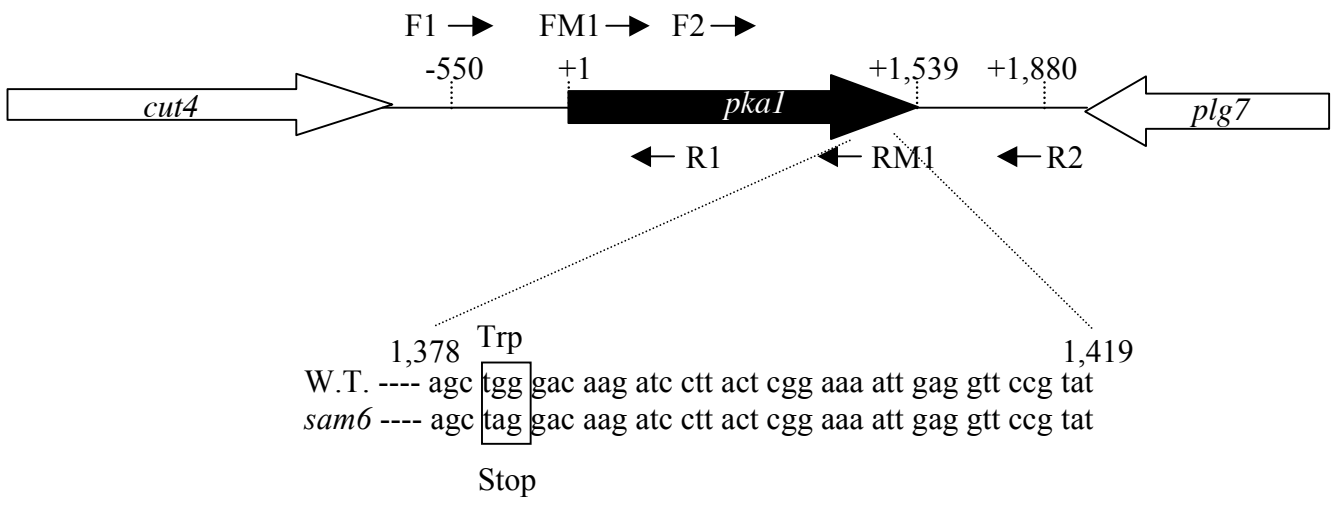 F1 FM1 F2
-550 +1 +1,539 +1,880
cut4 pka1 plg7
R1 RM1 R2
Trp
1,378 1,419
W.T. ---- agc tgg gac aag atc ctt act cgg aaa att gag gtt ccg tat
sam6 ---- agc tag gac aag atc ctt act cgg aaa att gag gtt ccg tat
Stop